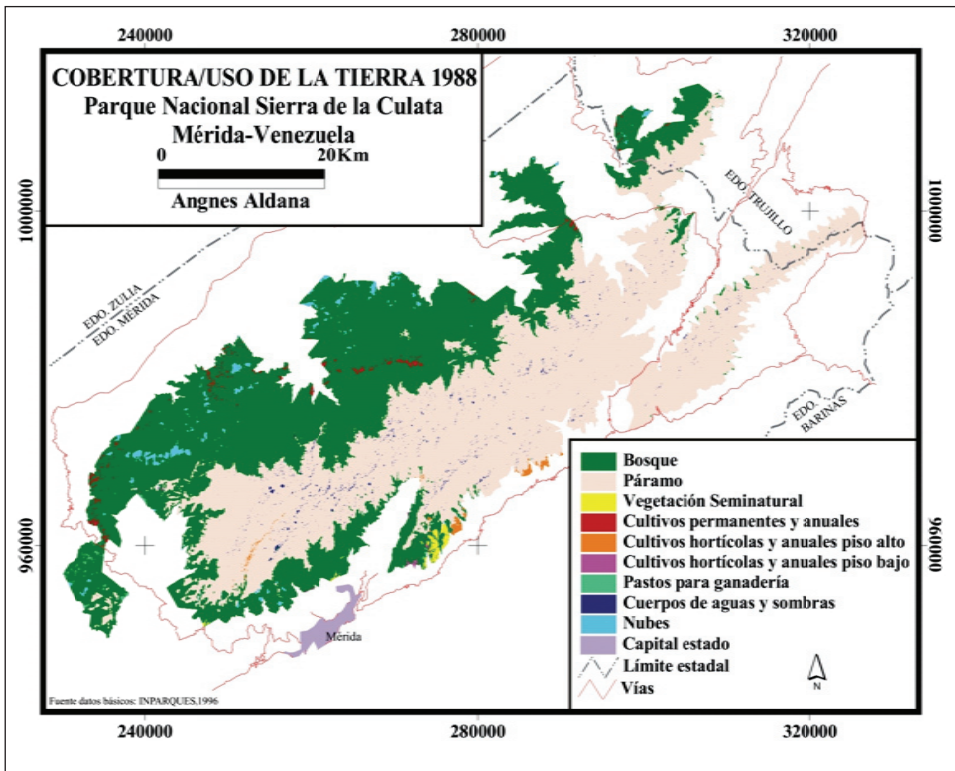 240000 280000 320000
COBERTURA/USO DE LA TIERRA 1988
Parque Nacional Sierra de la Culata
Mérida-Venezuela
0 20Km
Angnes Aldana
1000000
1000000
EDO. TRUJILLO
EDO. ZULIA
EDO. MÉRIDA
EDO.
BARINAS
960000
960000
Mérida
Bosque
Páramo
Vegetación Seminatural
Cultivos permanentes y anuales
Cultivos hortícolas y anuales piso alto
Cultivos hortícolas y anuales piso bajo
Pastos para ganadería
Cuerpos de aguas y sombras
Nubes
Capital estado
Límite estadal
Vías
N
Fuente datos básicos: INPARQUES,1996
240000 280000 320000